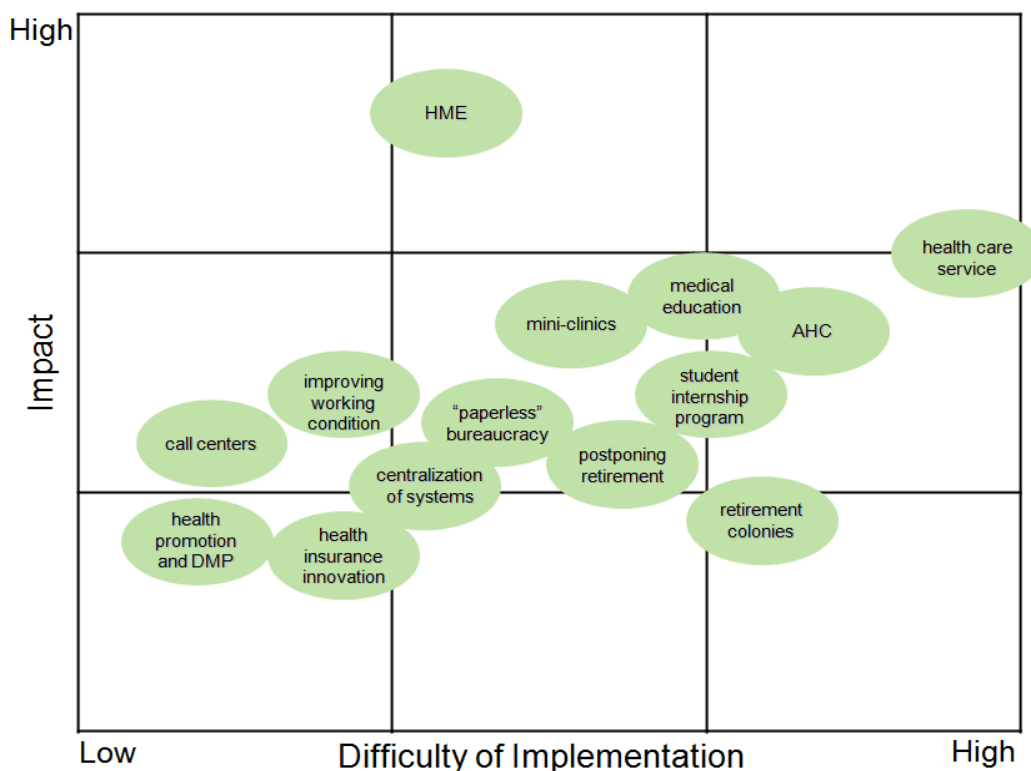 High
HME
health care
service
medical
education
mini-clinics
AHC
Impact
improving
working
condition
student
internship
program
“paperless”
bureaucracy
call centers
postponing
retirement
centralization
of systems
retirement
colonies
health
promotion
and DMP
health
insurance
innovation
Low
Difficulty of Implementation
High